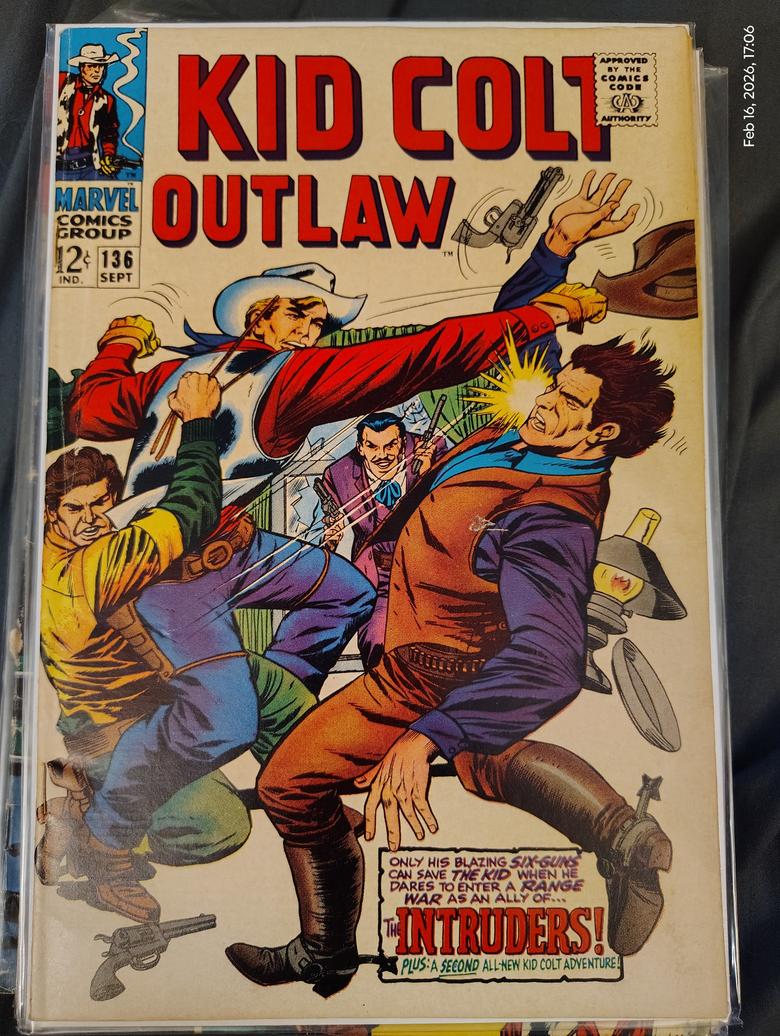 Feb 16, 2026, 17:06
KID COLT
OUTLAW
™
APPROVED
BY THE
COMICS
CODE
CA
AUTHORITY
™
MARVEL
™
COMICS
GROUP
12¢
IND.
136
SEPT
ONLY HIS BLAZING SIX-GUNS
CAN SAVE THE KID WHEN HE
DARES TO ENTER A RANGE
WAR AS AN ALLY OF...
THE INTRUDERS!
PLUS: A SECOND ALL-NEW KID COLT ADVENTURE!